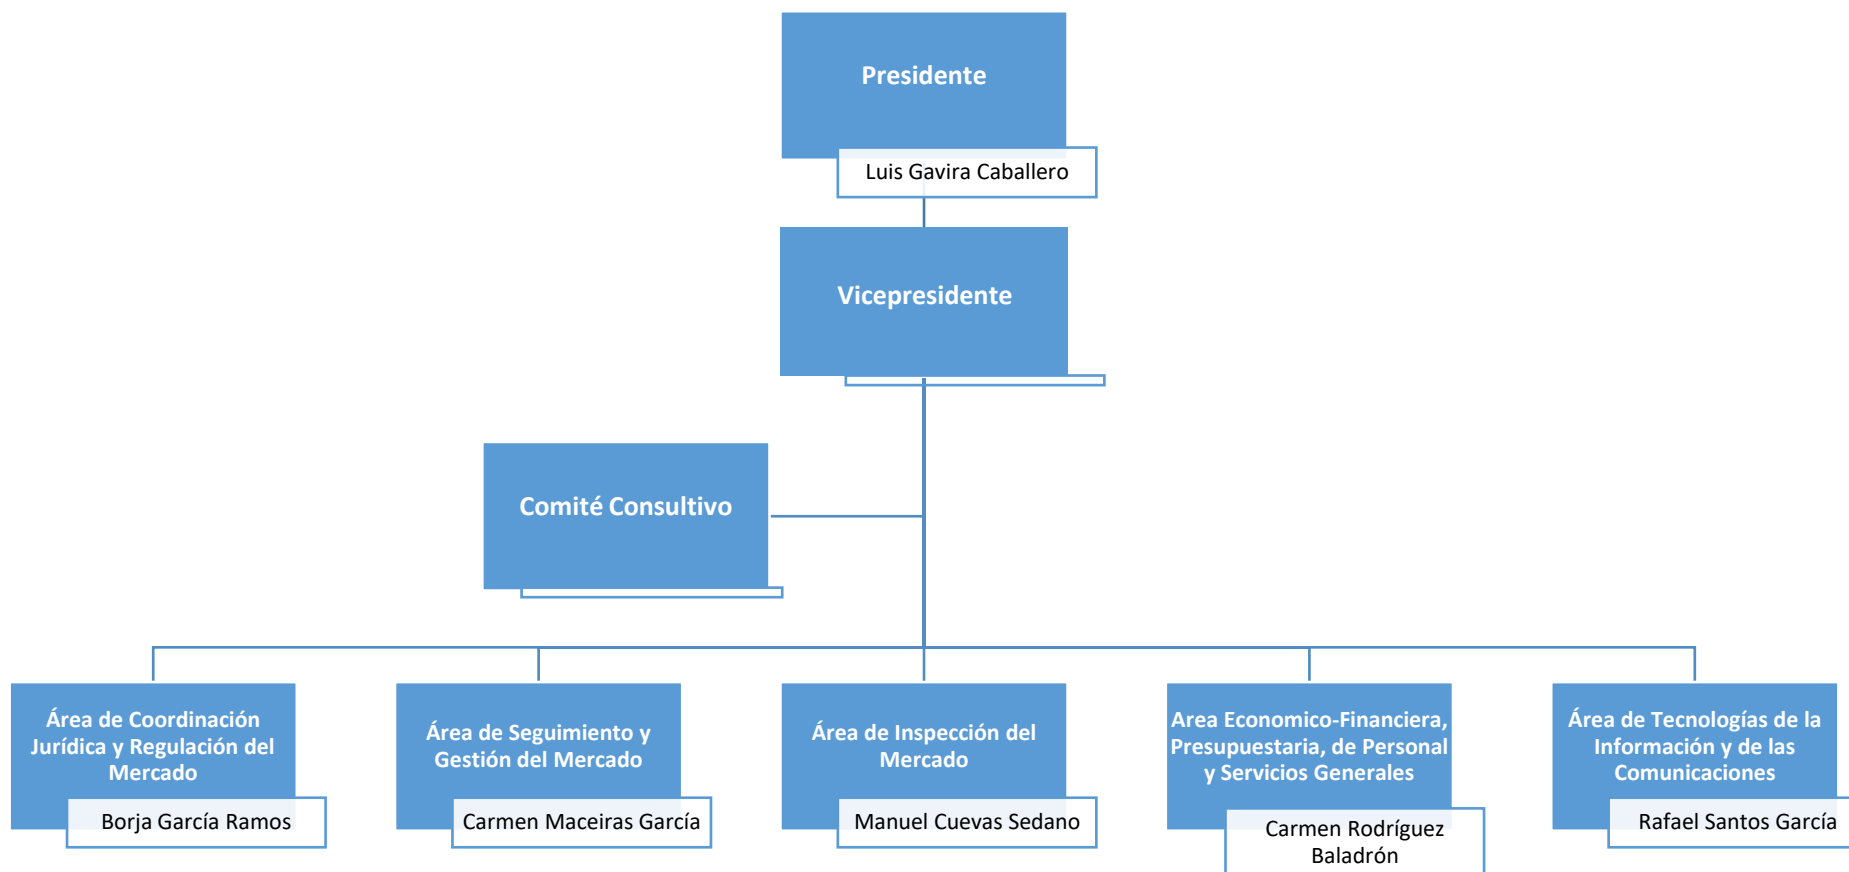 Presidente
Luis Gavira Caballero
Vicepresidente
Comité Consultivo
Área de Coordinación
Jurídica y Regulación del
Mercado
Borja García Ramos
Área de Seguimiento y
Gestión del Mercado
Carmen Maceiras García
Área de Inspección del
Mercado
Manuel Cuevas Sedano
Area Economico-Financiera,
Presupuestaria, de Personal
y Servicios Generales
Carmen Rodríguez
Baladrón
Área de Tecnologías de la
Información y de las
Comunicaciones
Rafael Santos García